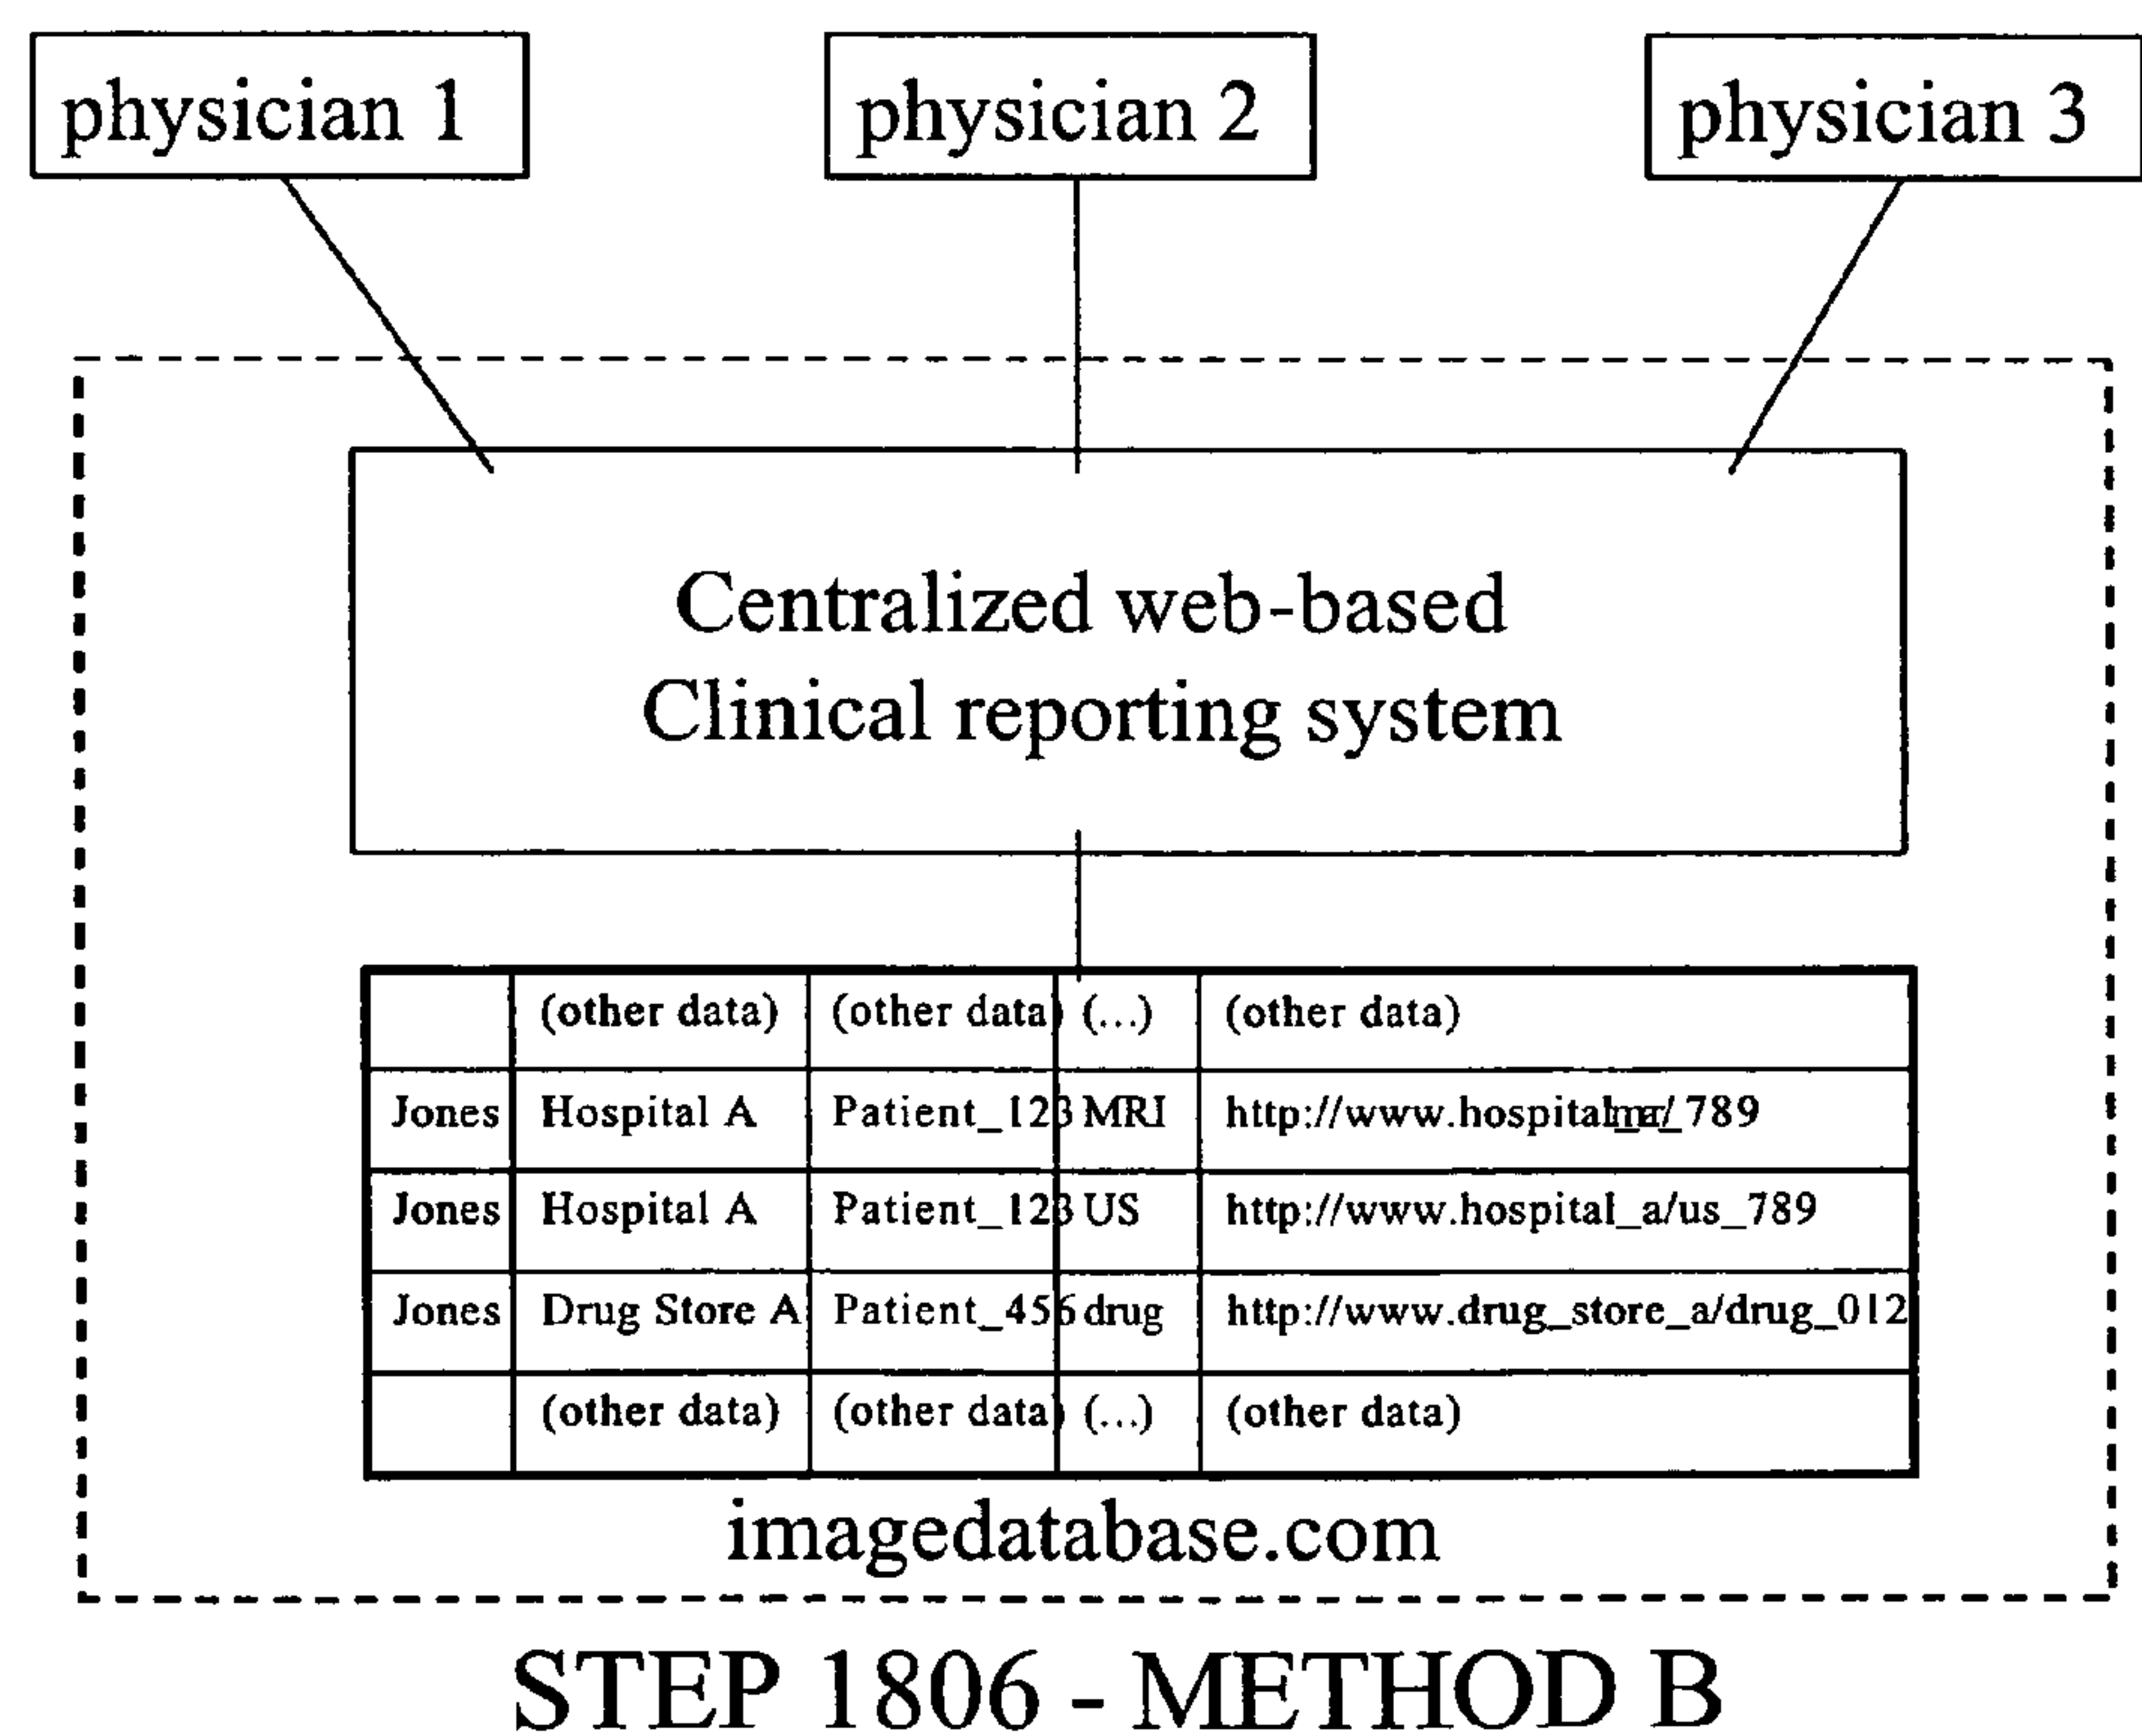 physician 1 physician 2 physician 3
Centralized web-based
Clinical reporting system
(other data) (other data) (...) (other data)
Jones Hospital A Patient_123 MRI
Jones Hospital A Patient_123 US http://www.hospital_a/us_789
Jones Drug Store A Patient_456 drug http://www.drug_store_a/drug_012
(other data) (other data) (...) (other data)
imagedatabase.com
STEP 1806 - METHOD B